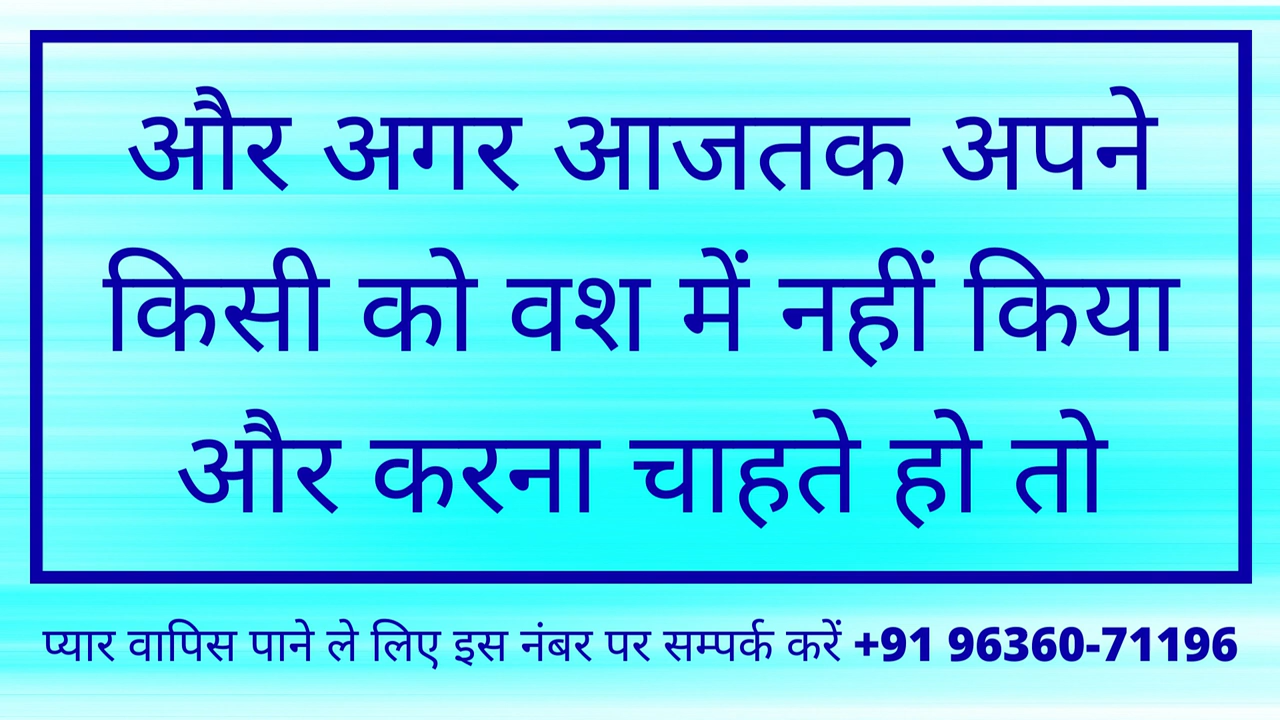 और अगर आजतक अपने
किसी को वश में नहीं किया
और करना चाहते हो तो
प्यार वापिस पाने ले लिए इस नंबर पर सम्पर्क करें +91 96360-71196